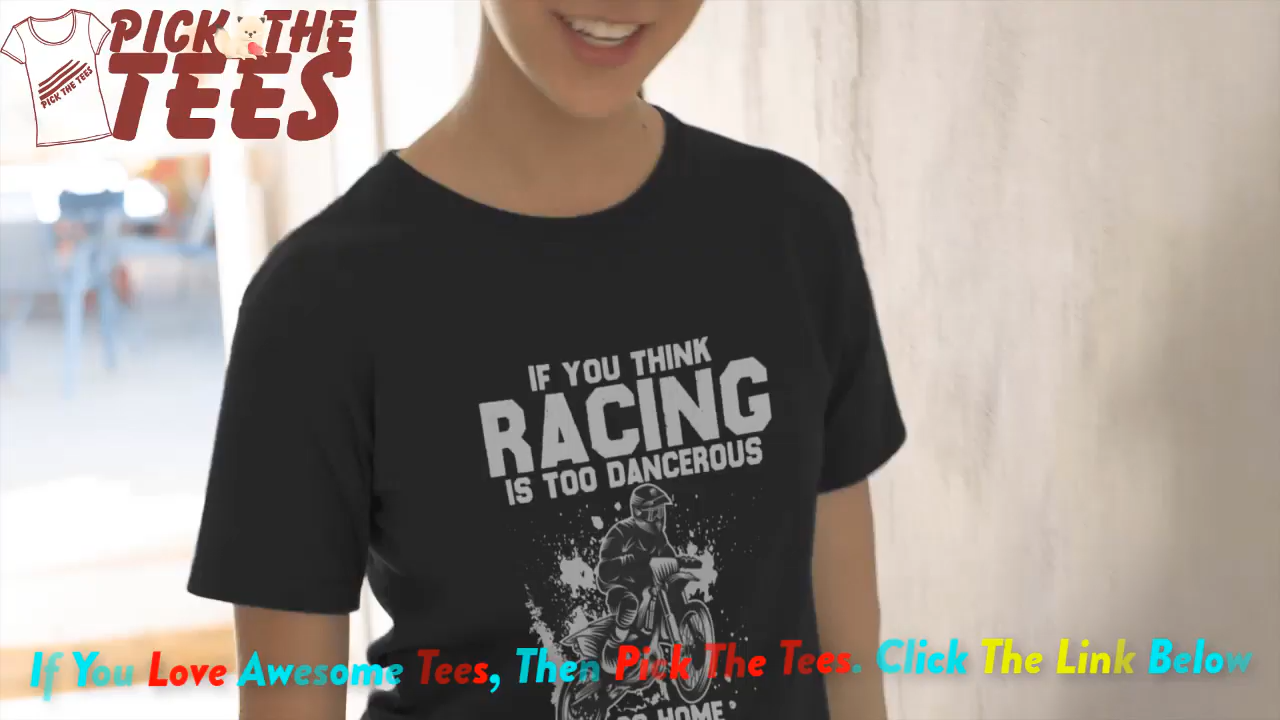 PICK THE
TEES
PICK THE TEES
IF YOU THINK
RACING
IS TOO DANCEROUS
HOME
If You Love Awesome Tees, Then Pick The Tees. Click The Link Below